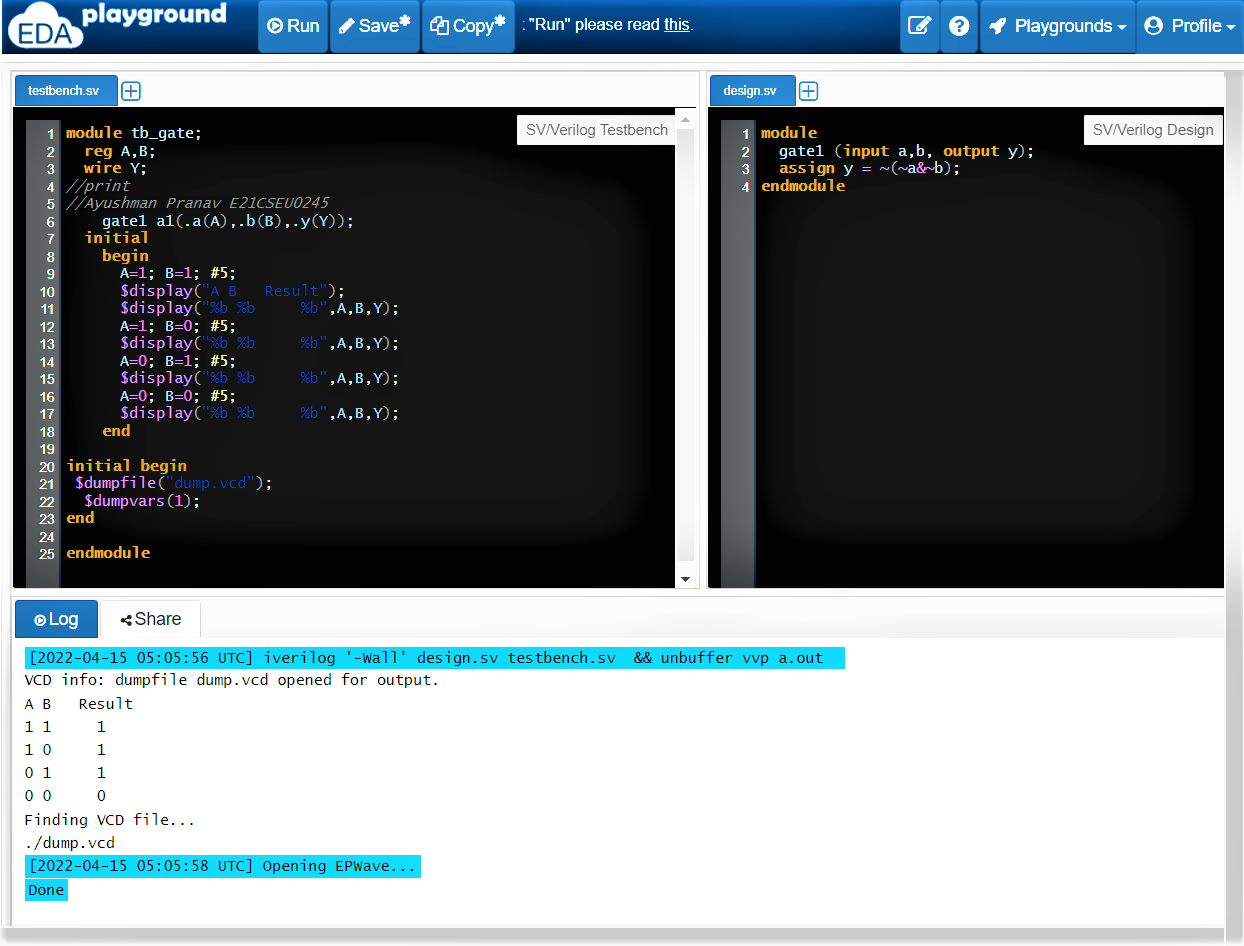 EDA playground
Run Save* Copy* : "Run" please read this. Playgrounds Profile
testbench.sv
SV/Verilog Testbench
1 module tb_gate;
2 reg A,B;
3 wire Y;
4 //print
5 //Ayushman Pranav E21CSEU0245
6 gate1 a1(.a(A),.b(B),.y(Y));
7 initial
8 begin
9 A=1; B=1; #5;
10 $display("A B   Result");
11 $display("%b %b     %b",A,B,Y);
12 A=1; B=0; #5;
13 $display("%b %b     %b",A,B,Y);
14 A=0; B=1; #5;
15 $display("%b %b     %b",A,B,Y);
16 A=0; B=0; #5;
17 $display("%b %b     %b",A,B,Y);
18 end
19
20 initial begin
21 $dumpfile("dump.vcd");
22 $dumpvars(1);
23 end
24
25 endmodule
design.sv
SV/Verilog Design
1 module
2 gate1 (input a,b, output y);
3 assign y = ~(~a&~b);
4 endmodule
Log Share
[2022-04-15 05:05:56 UTC] iverilog '-Wall' design.sv testbench.sv  && unbuffer vvp a.out
VCD info: dumpfile dump.vcd opened for output.
A B   Result
1 1     1
1 0     1
0 1     1
0 0     0
Finding VCD file...
./dump.vcd
[2022-04-15 05:05:58 UTC] Opening EPWave...
Done